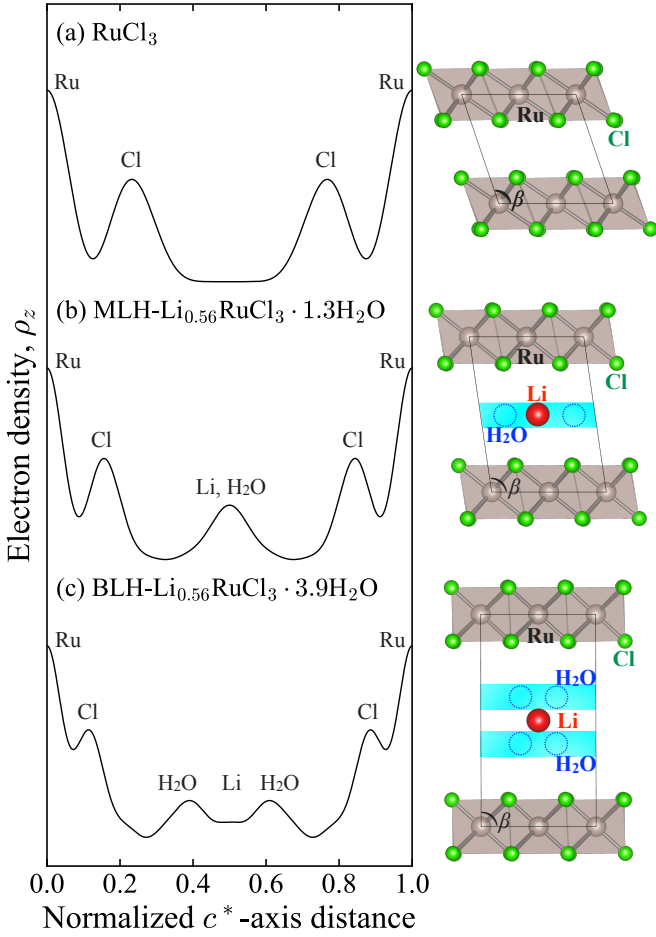 (a) RuCl₃
Ru
Cl
Cl
Ru
Ru
Cl
β
(b) MLH-Li₀.₅₆RuCl₃ · 1.3H₂O
Ru
Cl
Li, H₂O
Cl
Ru
Ru
Cl
Li
H₂O
β
(c) BLH-Li₀.₅₆RuCl₃ · 3.9H₂O
Ru
Cl
H₂O
Li
H₂O
Cl
Ru
Ru
Cl
H₂O
Li
H₂O
β
Electron density, ρ_z
0.0 0.2 0.4 0.6 0.8 1.0
Normalized c*-axis distance